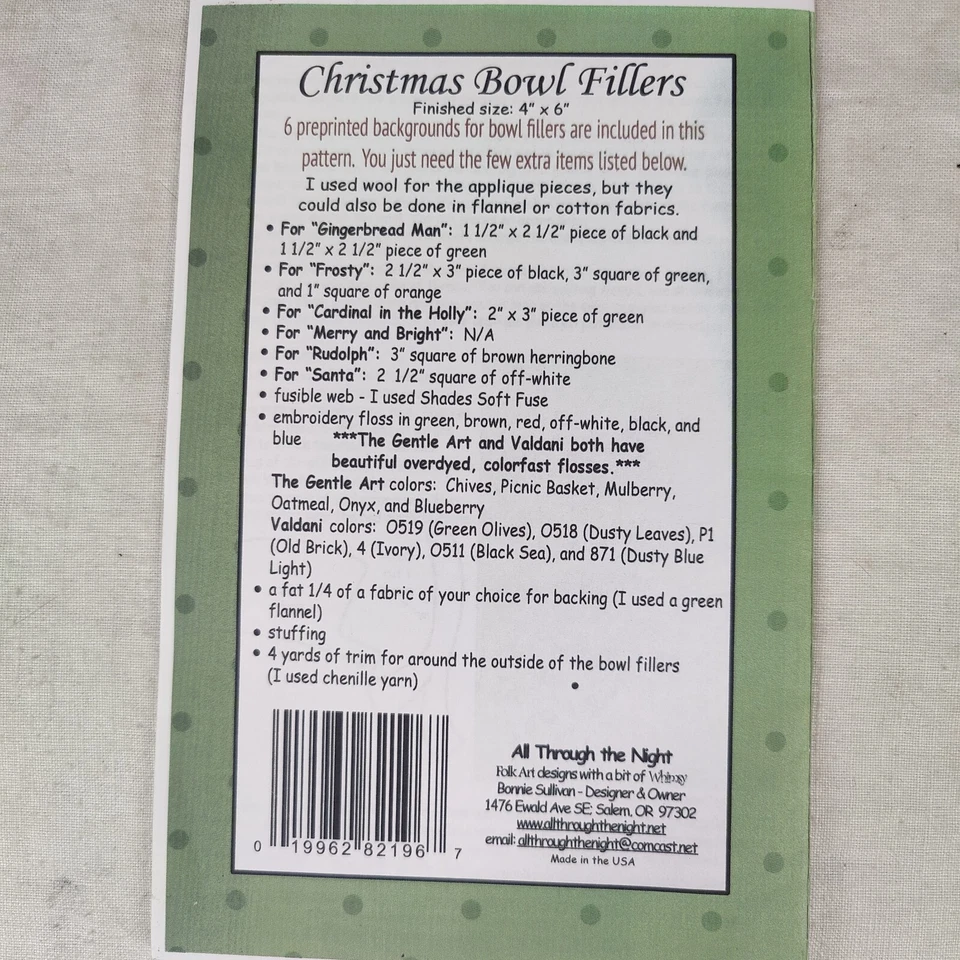 Christmas Bowl Fillers
Finished size: 4" x 6"
6 preprinted backgrounds for bowl fillers are included in this
pattern. You just need the few extra items listed below.
I used wool for the applique pieces, but they
could also be done in flannel or cotton fabrics.
• For "Gingerbread Man": 1 1/2" x 2 1/2" piece of black and
1 1/2" x 2 1/2" piece of green
• For "Frosty": 2 1/2" x 3" piece of black, 3" square of green,
and 1" square of orange
• For "Cardinal in the Holly": 2" x 3" piece of green
• For "Merry and Bright": N/A
• For "Rudolph": 3" square of brown herringbone
• For "Santa": 2 1/2" square of off-white
• fusible web - I used Shades Soft Fuse
• embroidery floss in green, brown, red, off-white, black, and
blue ***The Gentle Art and Valdani both have
beautiful overdyed, colorfast flosses.***
The Gentle Art colors: Chives, Picnic Basket, Mulberry,
Oatmeal, Onyx, and Blueberry
Valdani colors: O519 (Green Olives), O518 (Dusty Leaves), P1
(Old Brick), 4 (Ivory), O511 (Black Sea), and 871 (Dusty Blue
Light)
• a fat 1/4 of a fabric of your choice for backing (I used a green
flannel)
• stuffing
• 4 yards of trim for around the outside of the bowl fillers
(I used chenille yarn)
All Through the Night
Folk Art designs with a bit of Whimsy
Bonnie Sullivan - Designer & Owner
1476 Ewald Ave SE; Salem, OR 97302
www.allthroughthenight.net
email: allthroughthenight@comcast.net
Made in the USA
0 19962 82196 7